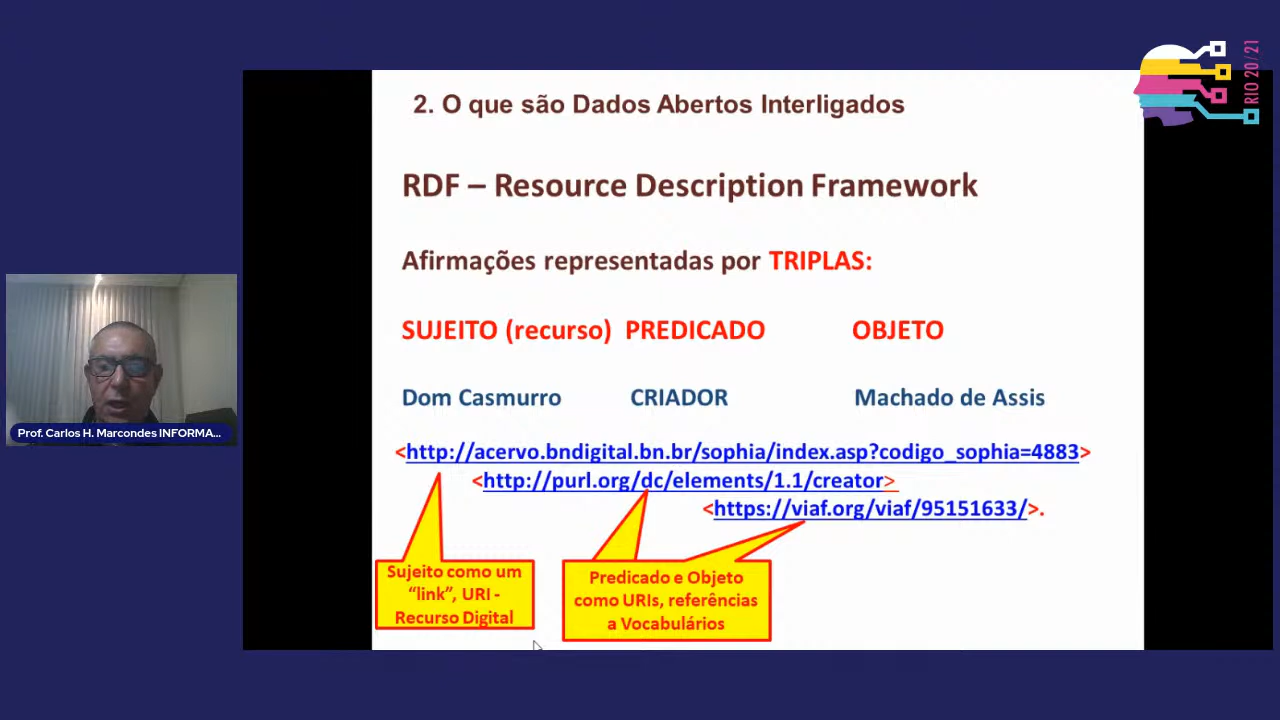 RIO 20/21
2. O que são Dados Abertos Interligados
RDF – Resource Description Framework
Afirmações representadas por TRIPLAS:
SUJEITO (recurso) PREDICADO OBJETO
Dom Casmurro CRIADOR Machado de Assis
<http://acervo.bndigital.bn.br/sophia/index.asp?codigo_sophia=4883>
<http://purl.org/dc/elements/1.1/creator>
<https://viaf.org/viaf/95151633/>.
Sujeito como um
“link”, URI -
Recurso Digital
Predicado e Objeto
como URIs, referências
a Vocabulários
Prof. Carlos H. Marcondes INFORMA...